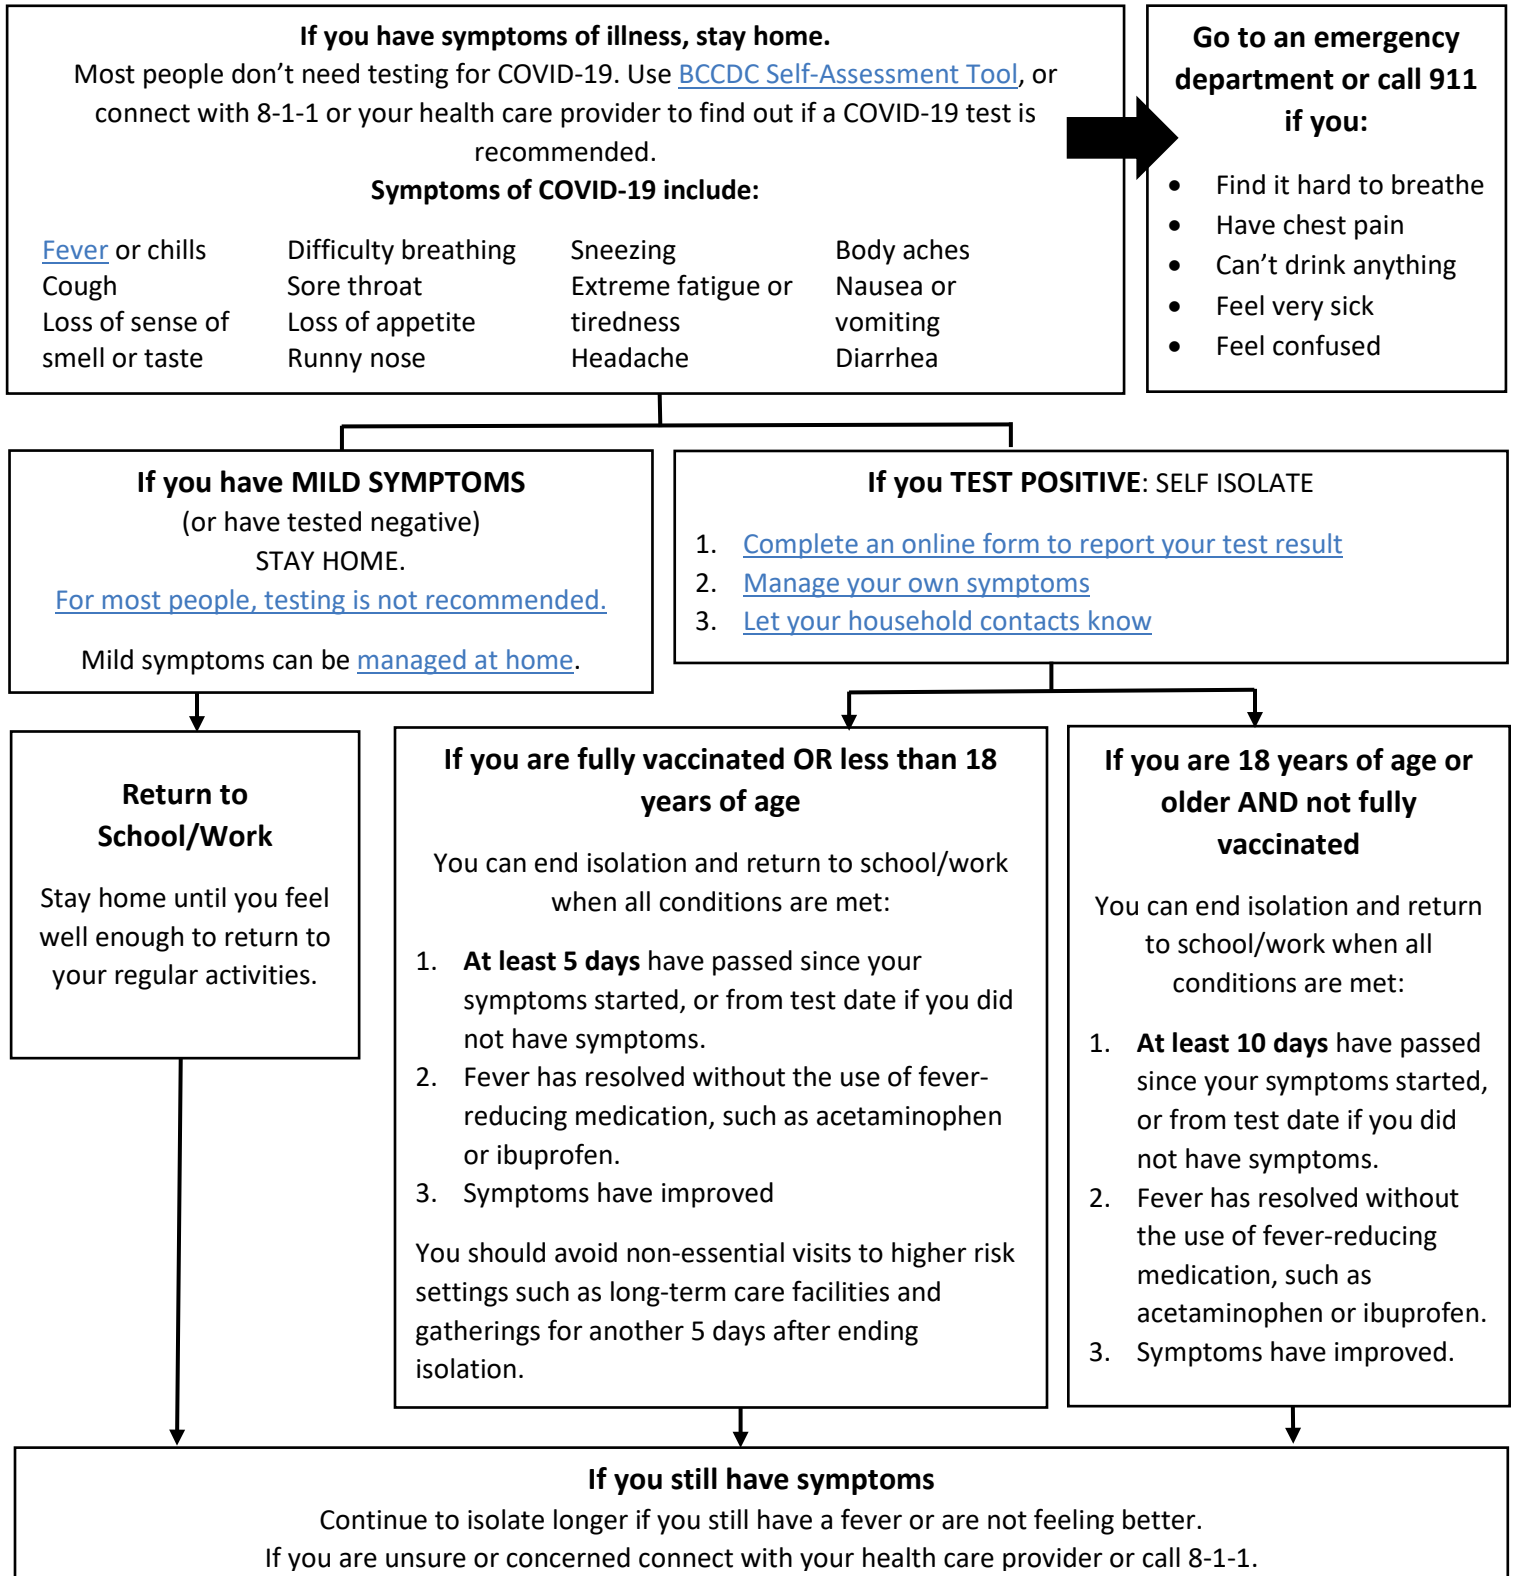 If you have symptoms of illness, stay home.
Most people don’t need testing for COVID-19. Use BCCDC Self-Assessment Tool, or
connect with 8-1-1 or your health care provider to find out if a COVID-19 test is
recommended.
Symptoms of COVID-19 include:
Fever or chills
Cough
Loss of sense of
smell or taste
Difficulty breathing
Sore throat
Loss of appetite
Runny nose
Sneezing
Extreme fatigue or
tiredness
Headache
Body aches
Nausea or
vomiting
Diarrhea
Go to an emergency
department or call 911
if you:
• Find it hard to breathe
• Have chest pain
• Can’t drink anything
• Feel very sick
• Feel confused
If you have MILD SYMPTOMS
(or have tested negative)
STAY HOME.
For most people, testing is not recommended.
Mild symptoms can be managed at home.
If you TEST POSITIVE: SELF ISOLATE
1. Complete an online form to report your test result
2. Manage your own symptoms
3. Let your household contacts know
Return to
School/Work
Stay home until you feel
well enough to return to
your regular activities.
If you are fully vaccinated OR less than 18
years of age
You can end isolation and return to school/work
when all conditions are met:
1. At least 5 days have passed since your
symptoms started, or from test date if you did
not have symptoms.
2. Fever has resolved without the use of fever-
reducing medication, such as acetaminophen
or ibuprofen.
3. Symptoms have improved
You should avoid non-essential visits to higher risk
settings such as long-term care facilities and
gatherings for another 5 days after ending
isolation.
If you are 18 years of age or
older AND not fully
vaccinated
You can end isolation and return
to school/work when all
conditions are met:
1. At least 10 days have passed
since your symptoms started,
or from test date if you did
not have symptoms.
2. Fever has resolved without
the use of fever-reducing
medication, such as
acetaminophen or ibuprofen.
3. Symptoms have improved.
If you still have symptoms
Continue to isolate longer if you still have a fever or are not feeling better.
If you are unsure or concerned connect with your health care provider or call 8-1-1.